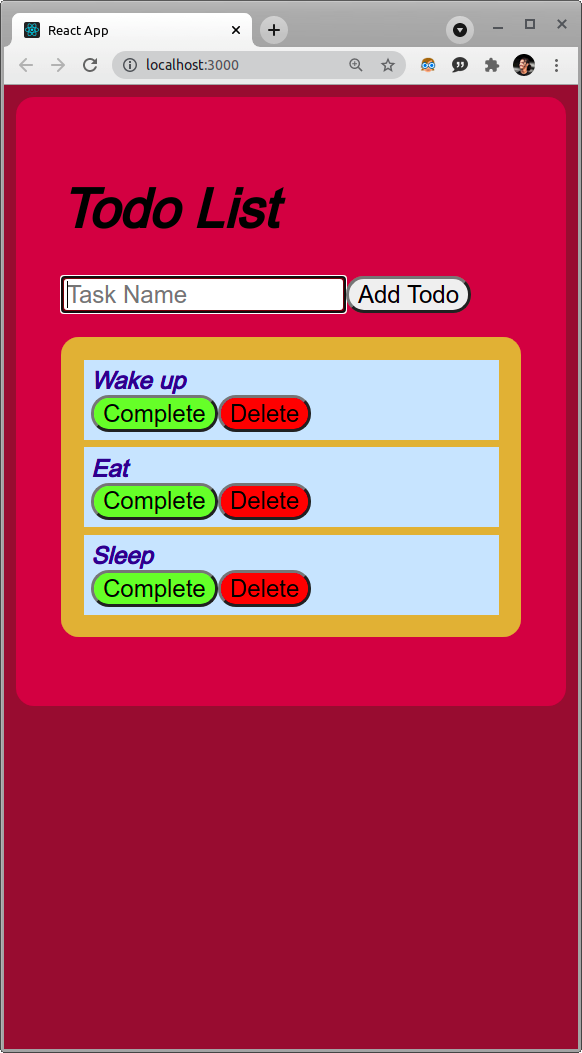 React App
localhost:3000
Todo List
Task Name Add Todo
Wake up
Complete Delete
Eat
Complete Delete
Sleep
Complete Delete